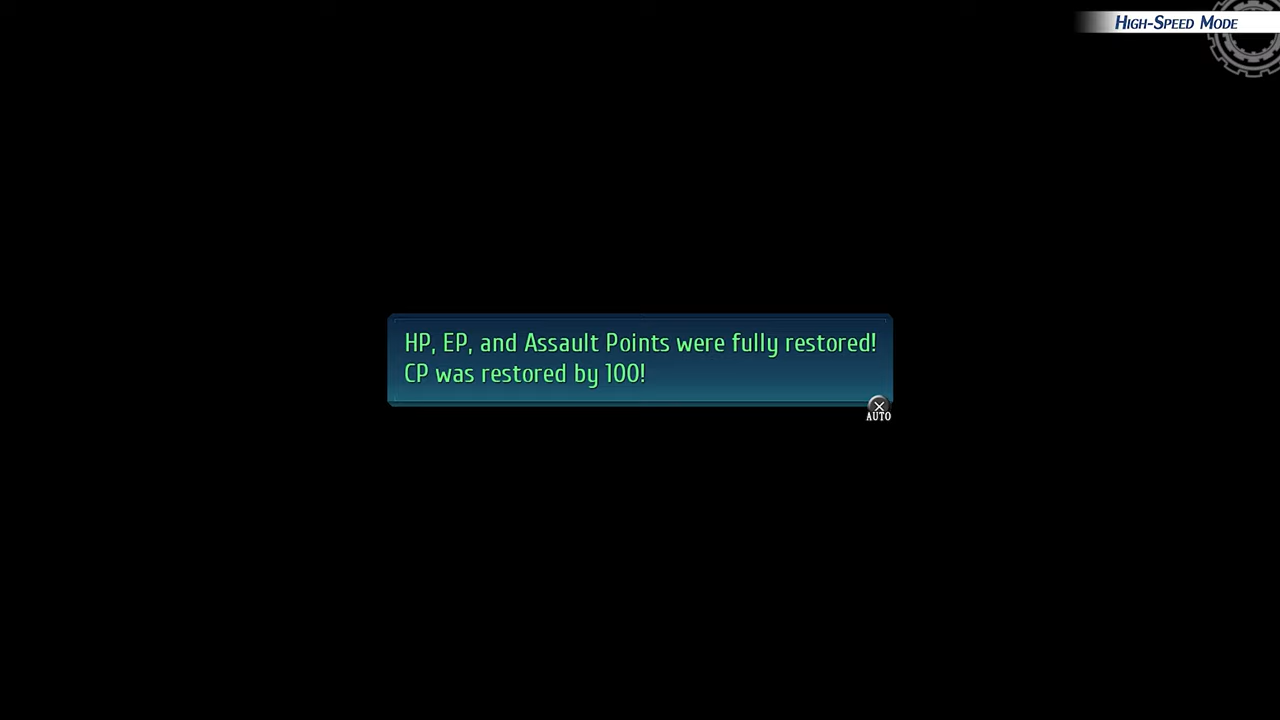 High-Speed Mode
HP, EP, and Assault Points were fully restored!
CP was restored by 100!
AUTO